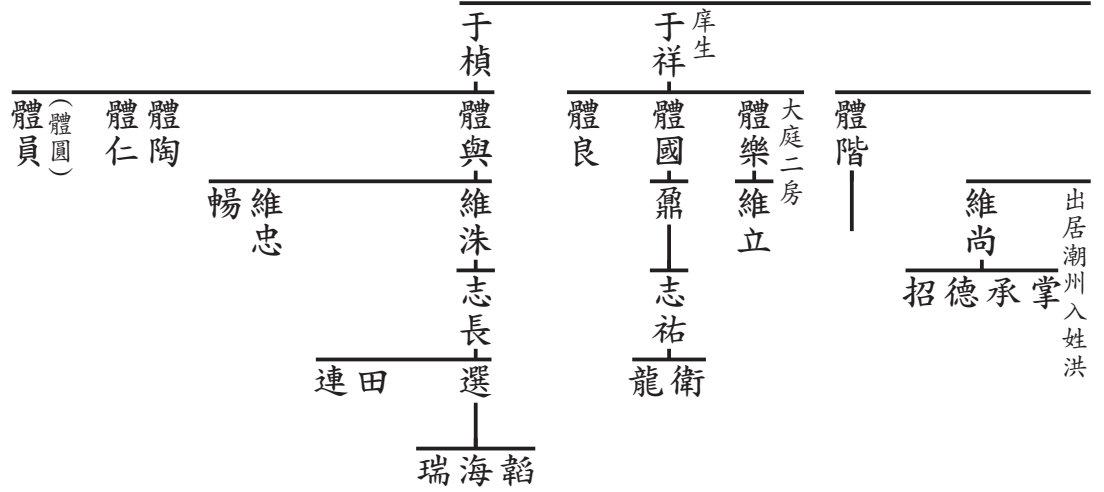 庠生
于祥
于楨
體階
大庭二房
體樂
體國
體良
體與
體陶
體仁
(體圓)
體員
出居潮州入姓洪
維尚
維立
鼐
維洙
維忠
暢
掌
承
德
招
志祐
志長
衛
龍
選
田
連
韜
海
瑞